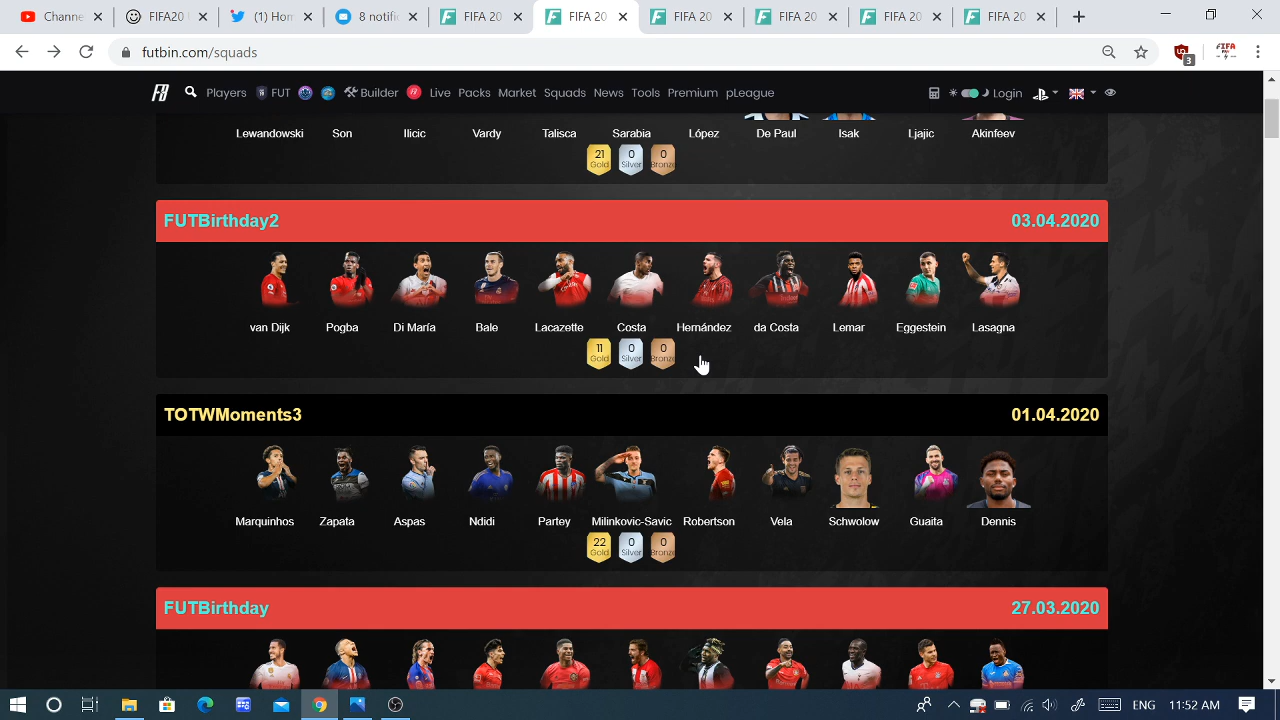 Channe
FIFA20
(1) Mom
8 notific
FIFA 20
FIFA 20
FIFA 20
FIFA 20
FIFA 20
FIFA 20
futbin.com/squads
3
Players FUT Builder Live Packs Market Squads News Tools Premium pLeague Login
Lewandowski Son Ilicic Vardy Talisca Sarabia López De Paul Isak Ljajic Akinfeev
21 0 0
Gold Silver Bronze
FUTBirthday2 03.04.2020
van Dijk Pogba Di María Bale Lacazette Costa Hernández da Costa Lemar Eggestein Lasagna
11 0 0
Gold Silver Bronze
TOTWMoments3 01.04.2020
Marquinhos Zapata Aspas Ndidi Partey Milinkovic-Savic Robertson Vela Schwolow Guaita Dennis
22 0 0
Gold Silver Bronze
FUTBirthday 27.03.2020
ENG 11:52 AM